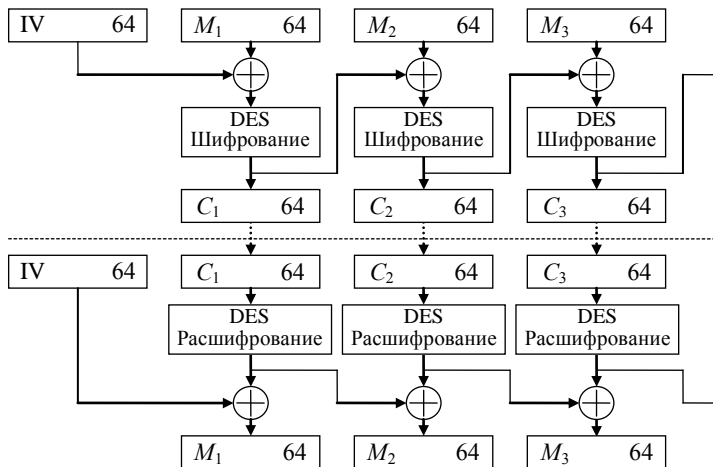 IV 64 M1 64 M2 64 M3 64
DES DES DES
Шифрование Шифрование Шифрование
C1 64 C2 64 C3 64
IV 64 C1 64 C2 64 C3 64
DES DES DES
Расшифрование Расшифрование Расшифрование
M1 64 M2 64 M3 64